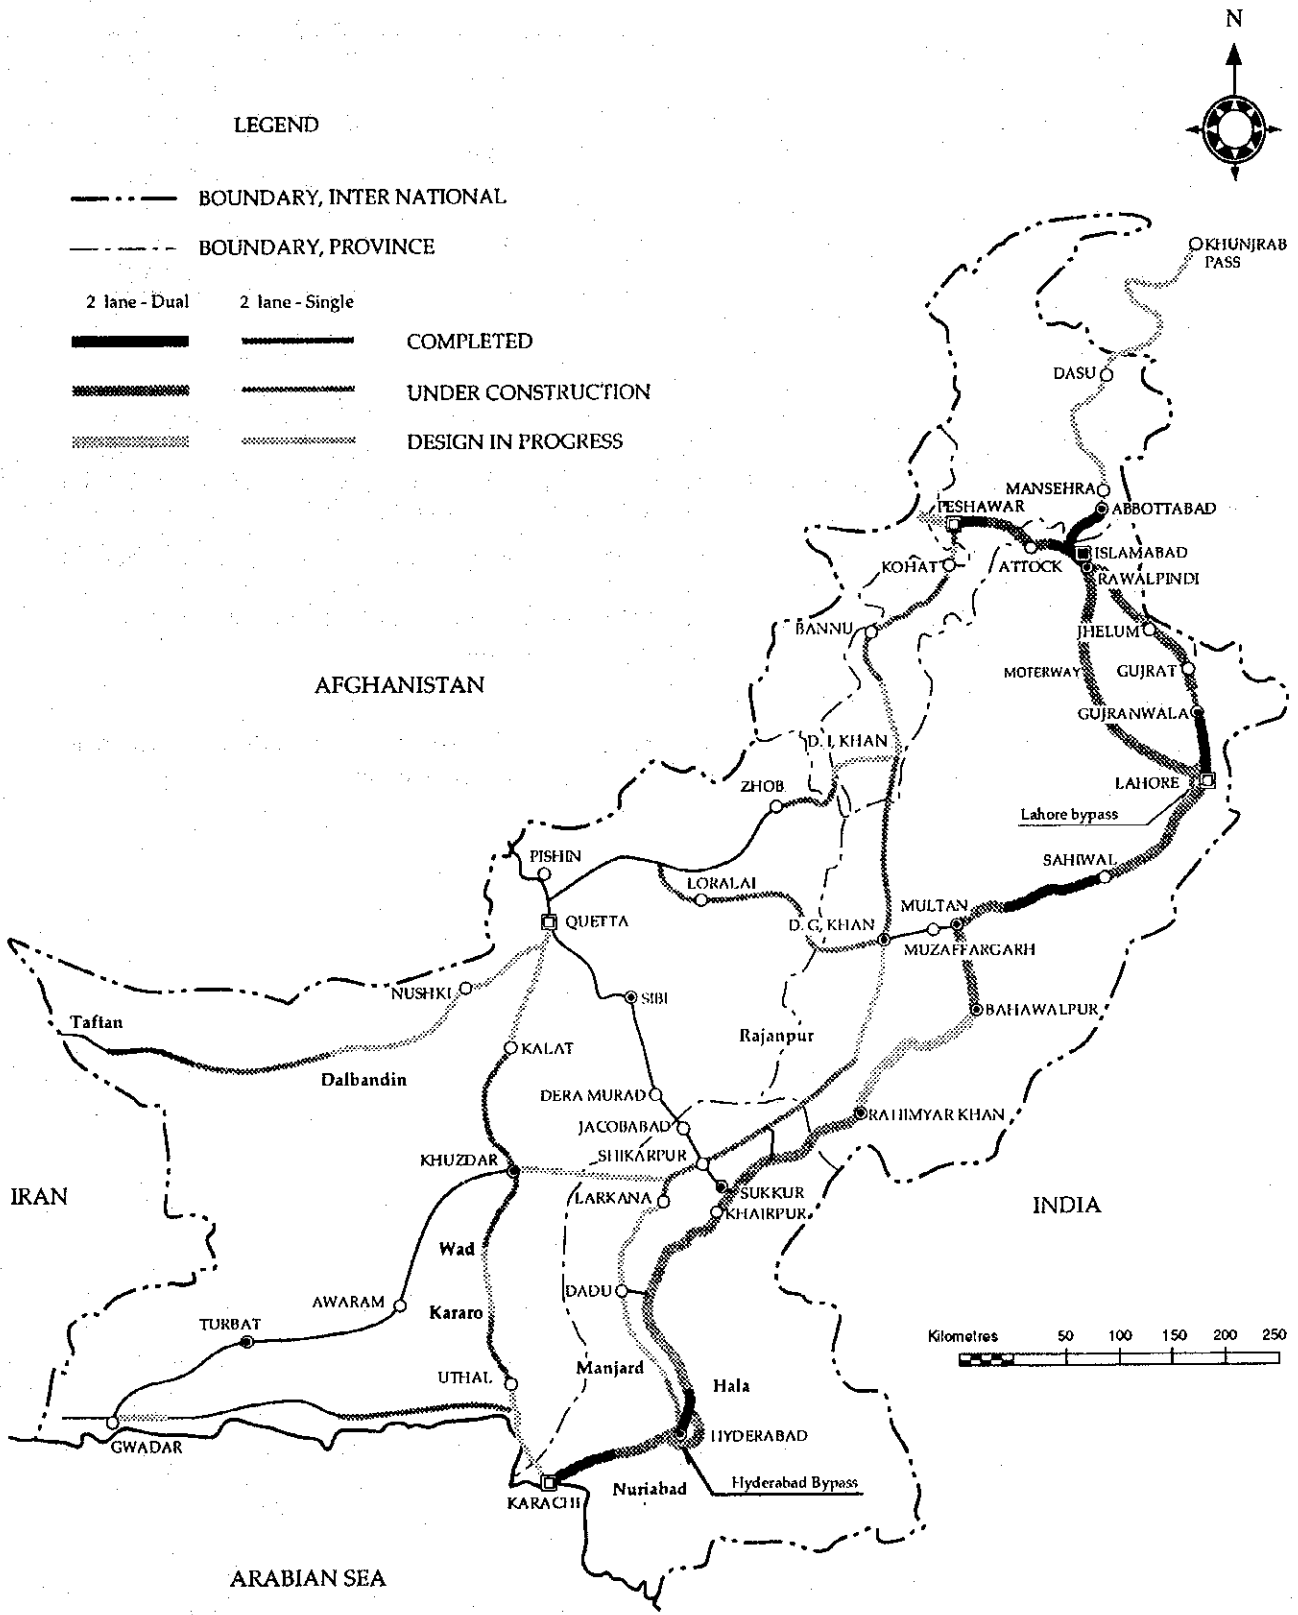 N
LEGEND
BOUNDARY, INTER NATIONAL
BOUNDARY, PROVINCE
2 lane - Dual 2 lane - Single
COMPLETED
UNDER CONSTRUCTION
DESIGN IN PROGRESS
KHUNJRAB
PASS
DASU
MANSEHRA
ABBOTTABAD
PESHAWAR
ISLAMABAD
KOHAT
ATTOCK
RAWALPINDI
BANNU
JHELUM
MOTERWAY
GUJRAT
AFGHANISTAN
GUJRANWALA
D. I. KHAN
ZHOB
LAHORE
Lahore bypass
PISHIN
SAHIWAL
LORALAI
MULTAN
QUETTA
D. G. KHAN
MUZAFFARGARH
NUSHKI
SIBI
BAHAWALPUR
Taftan
Rajanpur
KALAT
Dalbandin
DERA MURAD
RAHIMYAR KHAN
JACOBABAD
SHIKARPUR
KHUZDAR
IRAN
LARKANA
SUKKUR
KHAIRPUR
INDIA
Wad
DADU
AWARAM
Kararo
TURBAT
Kilometres 50 100 150 200 250
Manjard
UTHAL
Hala
GWADAR
HYDERABAD
Nuriabad
Hyderabad Bypass
KARACHI
ARABIAN SEA